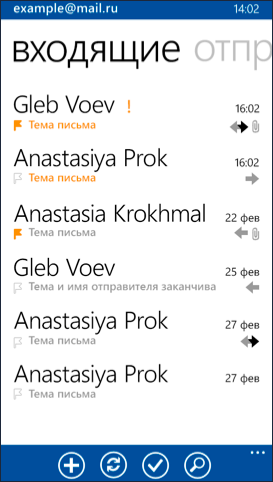 example@mail.ru 14:02
входящие отпр
Gleb Voev ! 16:02
Тема письма
Anastasiya Prok 16:02
Тема письма
Anastasia Krokhmal 22 фев
Тема письма
Gleb Voev 25 фев
Тема и имя отправителя заканчива
Anastasiya Prok 27 фев
Тема письма
Anastasiya Prok 27 фев
Тема письма